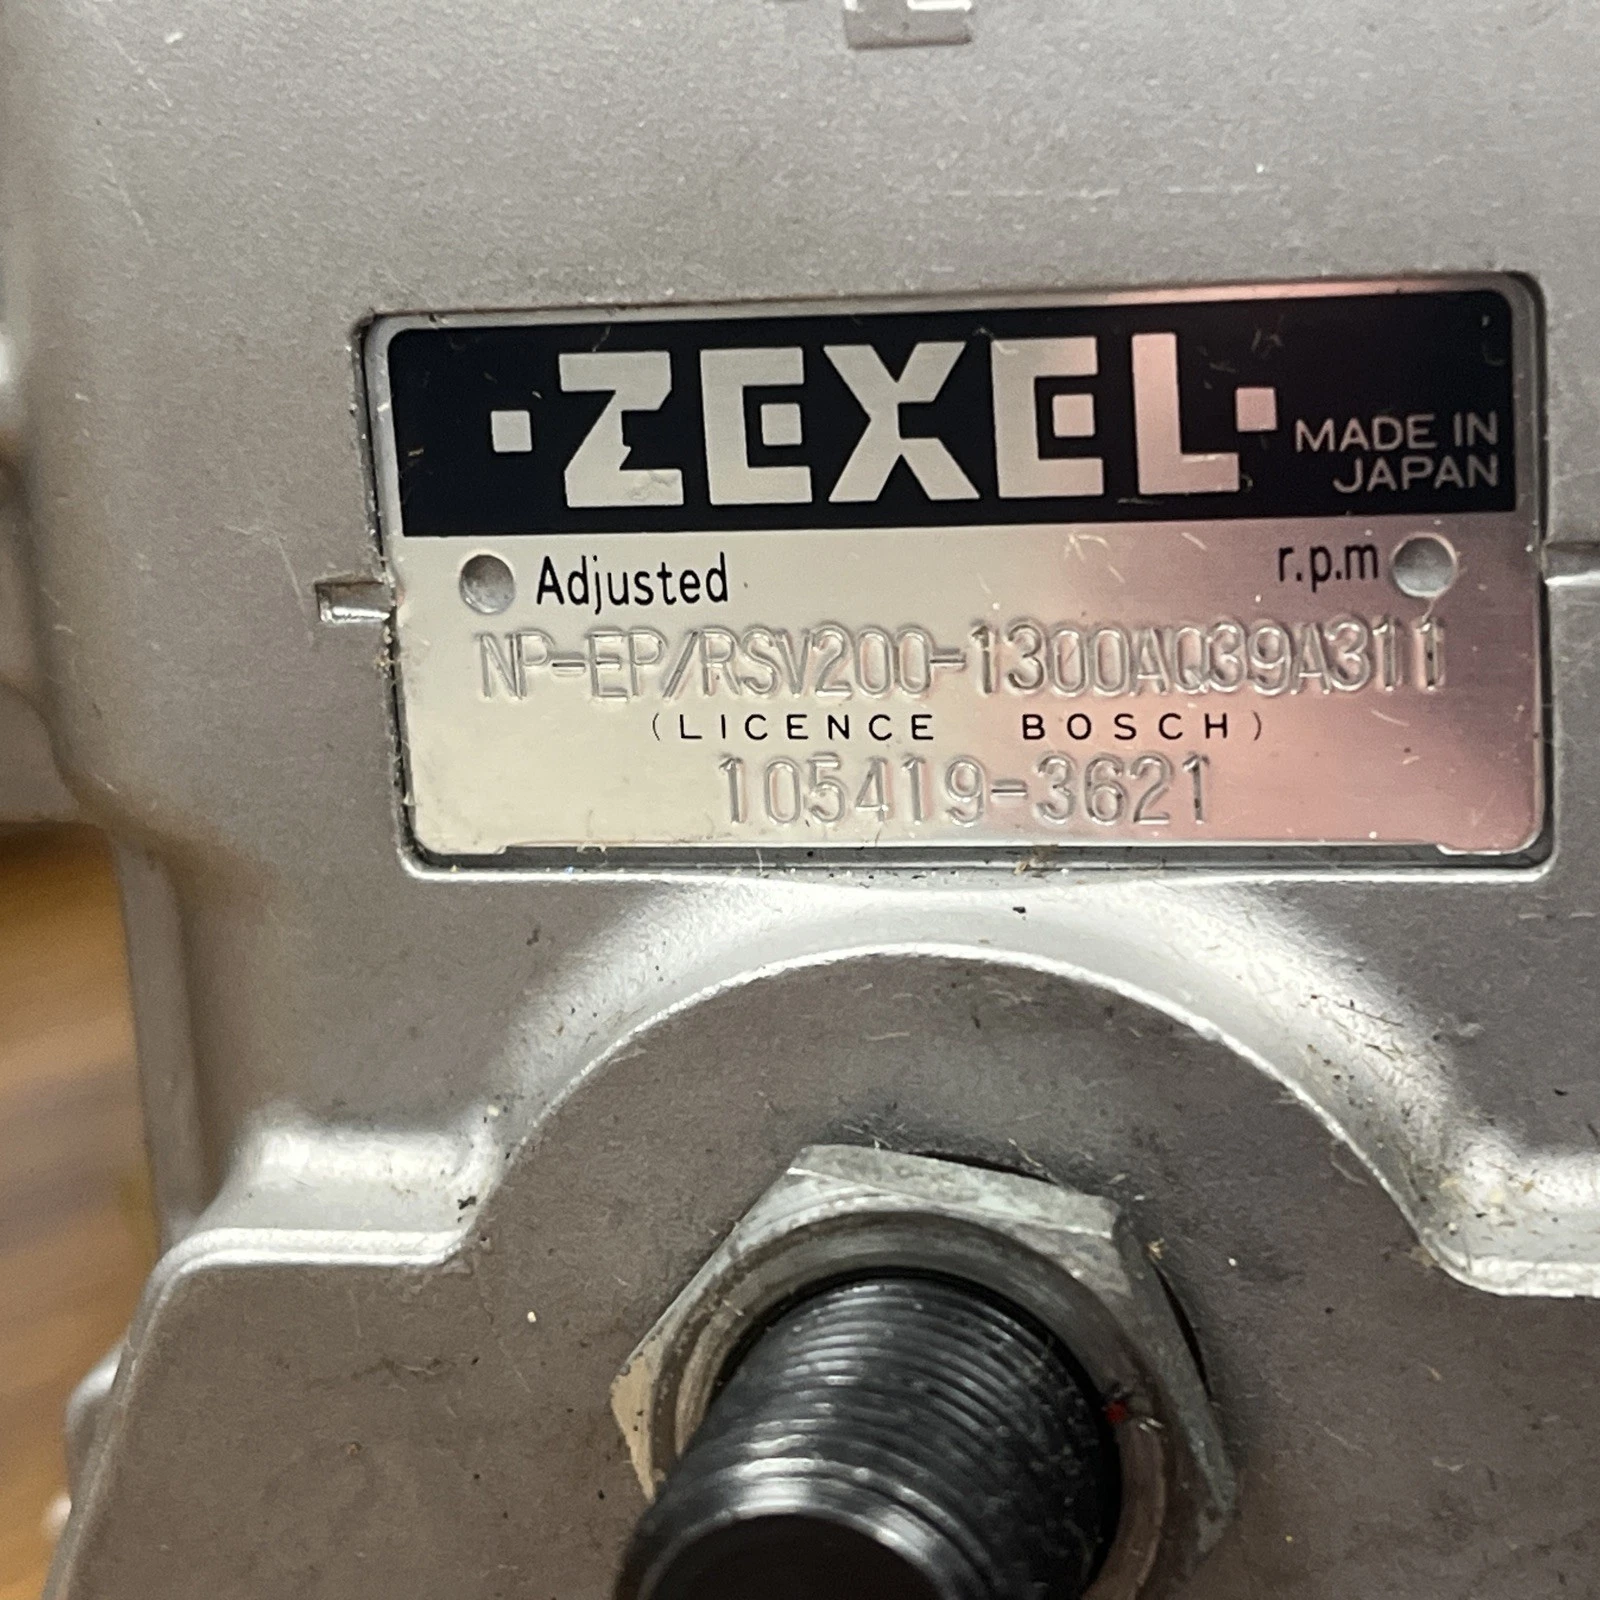 ·ZEXEL·
MADE IN
JAPAN
Adjusted r.p.m
NP-EP/RSV200-1300AQ39A311
(LICENCE BOSCH)
105419-3621